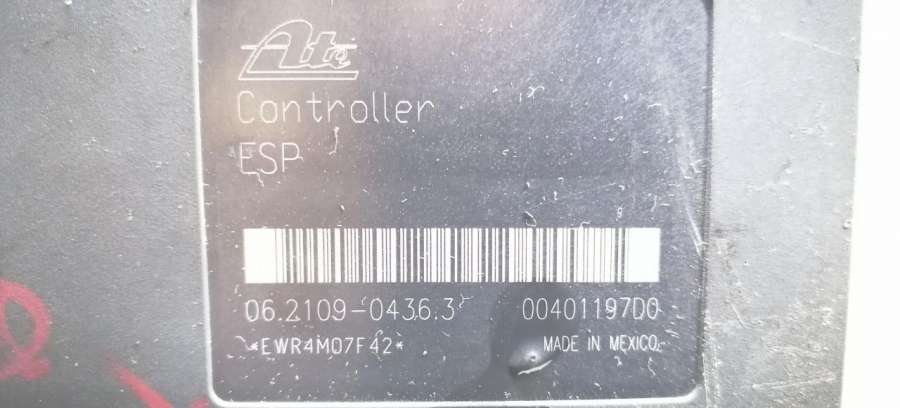 Ate
Controller
ESP
06.2109-0436.3 00401197D0
*EWR4M07F42* MADE IN MEXICO